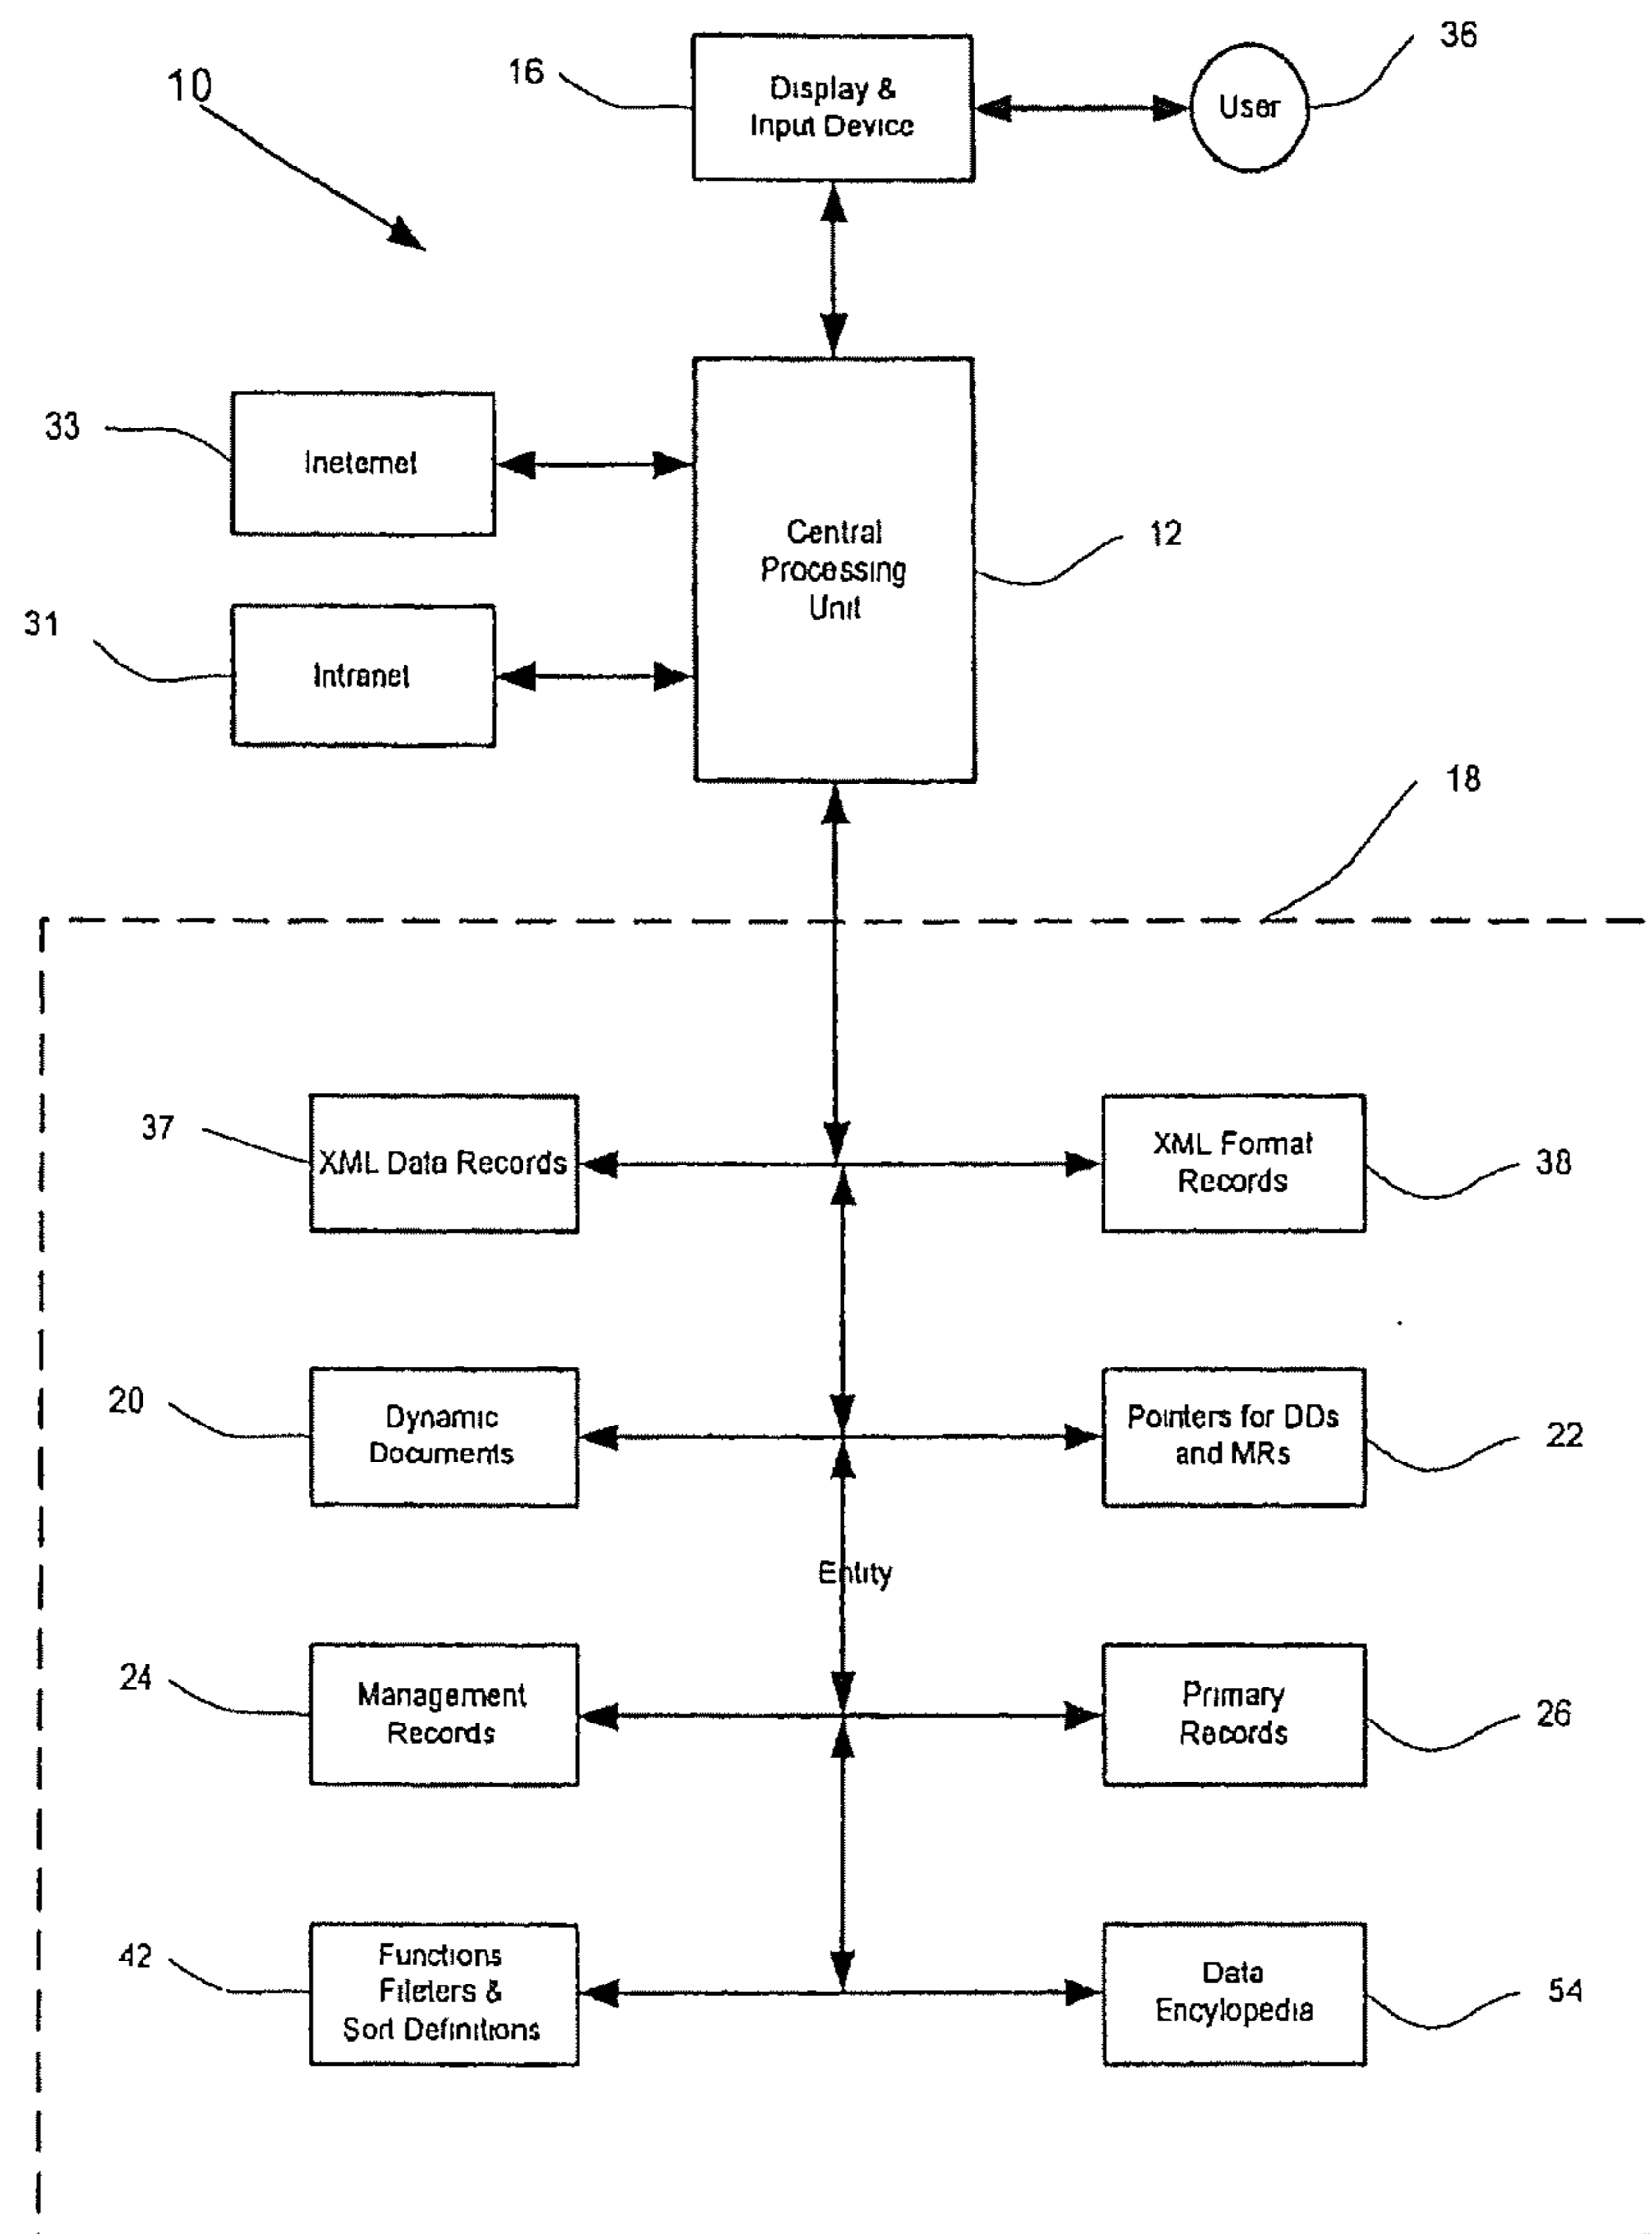 36
16
Display &
Input Device
User
10
33
Ineternet
Central
Processing
Unit
12
31
Intranet
18
37
XML Data Records
XML Format
Records
38
20
Dynamic
Documents
Pointers for DDs
and MRs
22
Entity
24
Management
Records
Primary
Records
26
42
Functions
Fileters &
Sort Definitions
Data
Encylopedia
54